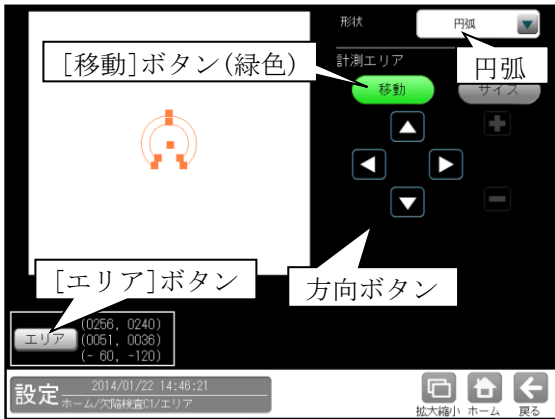 形状
円弧
[移動]ボタン(緑色)
計測エリア
円弧
移動
サイズ
[エリア]ボタン
方向ボタン
エリア
(0256, 0240)
(0051, 0036)
(- 60, -120)
設定
2014/01/22 14:46:21
ホーム/欠陥検査C1/エリア
拡大縮小
ホーム
戻る